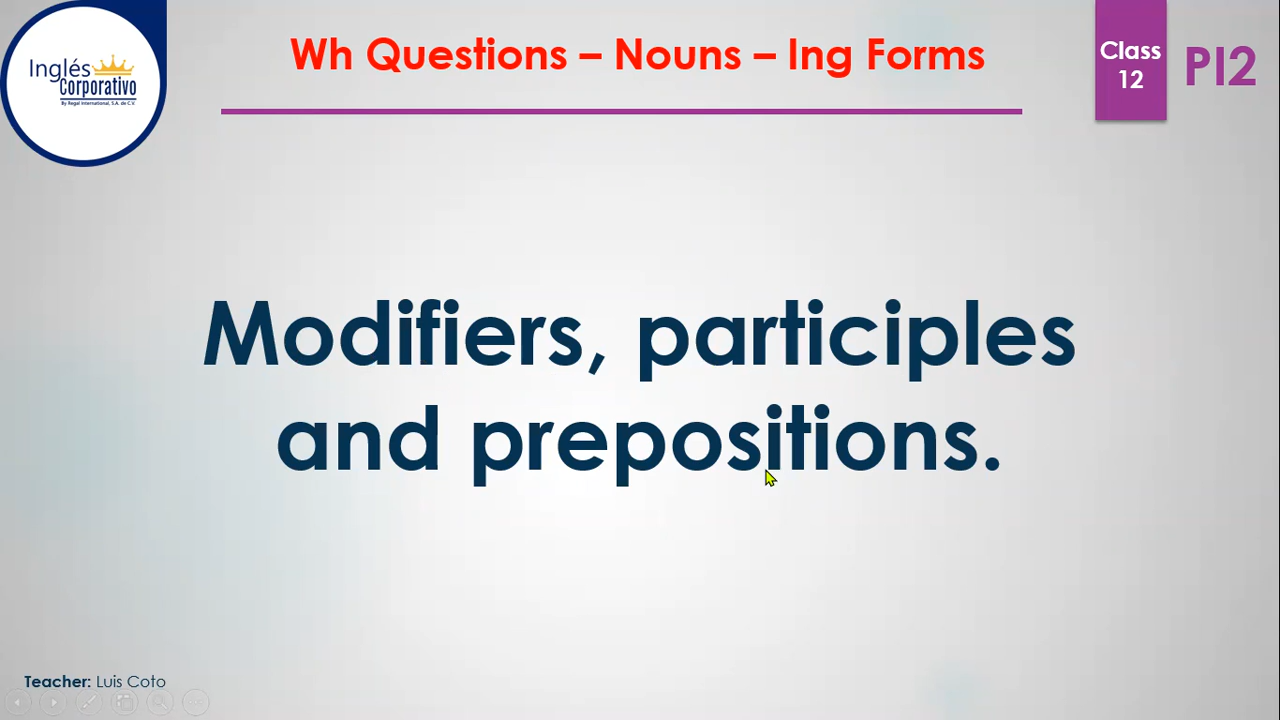 Inglés
Corporativo
By Regal International, S.A. de C.V.
Wh Questions – Nouns – Ing Forms
Class
12
PI2
Modifiers, participles
and prepositions.
Teacher: Luis Coto